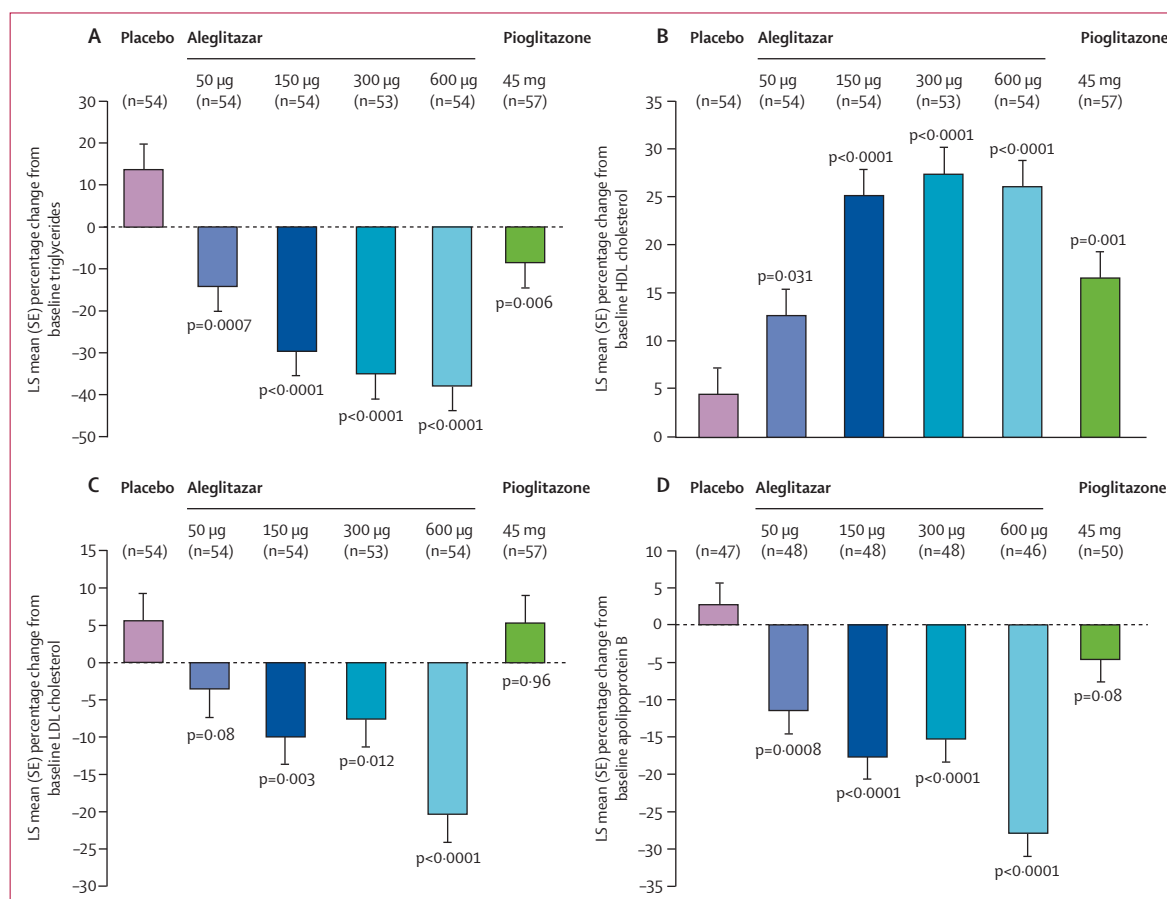 A Placebo Aleglitazar Pioglitazone
50 µg 150 µg 300 µg 600 µg 45 mg
(n=54) (n=54) (n=54) (n=53) (n=54) (n=57)
LS mean (SE) percentage change from
baseline triglycerides
30
20
10
0
–10
–20
–30
–40
–50
p=0·0007
p<0·0001
p<0·0001
p<0·0001
p=0·006
B Placebo Aleglitazar Pioglitazone
50 µg 150 µg 300 µg 600 µg 45 mg
(n=54) (n=54) (n=54) (n=53) (n=54) (n=57)
LS mean (SE) percentage change from
baseline HDL cholesterol
35
30
25
20
15
10
5
0
p=0·031
p<0·0001
p<0·0001
p<0·0001
p=0·001
C Placebo Aleglitazar Pioglitazone
50 µg 150 µg 300 µg 600 µg 45 mg
(n=54) (n=54) (n=54) (n=53) (n=54) (n=57)
LS mean (SE) percentage change from
baseline LDL cholesterol
15
10
5
0
–5
–10
–15
–20
–25
–30
p=0·08
p=0·003
p=0·012
p<0·0001
p=0·96
D Placebo Aleglitazar Pioglitazone
50 µg 150 µg 300 µg 600 µg 45 mg
(n=47) (n=48) (n=48) (n=48) (n=46) (n=50)
LS mean (SE) percentage change from
baseline apolipoprotein B
10
5
0
–5
–10
–15
–20
–25
–30
–35
p=0·0008
p<0·0001
p<0·0001
p<0·0001
p=0·08